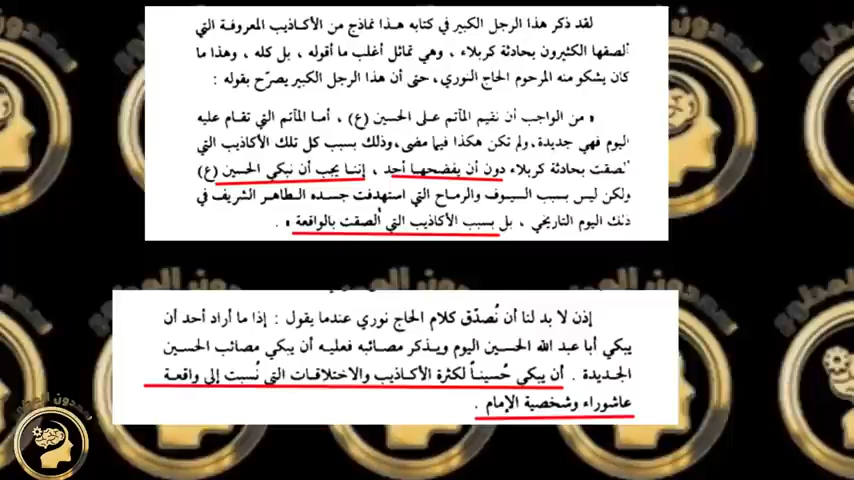 لقد ذكر هذا الرجل الكبير في كتابه هذا نماذج من الأكاذيب المعروفة التي
ألصقها الكثيرون بحادثة كربلاء ، وهي تماثل أغلب ما أقوله ، بل كله ، وهذا ما
كان يشكو منه المرحوم الحاج النوري، حتى أن هذا الرجل الكبير يصرّح بقوله :
« من الواجب أن نقيم المآتم على الحسين (ع) ، أما المآتم التي تقام عليه
اليوم فهي جديدة، ولم تكن هكذا فيما مضى، وذلك بسبب كل تلك الأكاذيب التي
ألصقت بحادثة كربلاء دون أن يفضحها أحد ، إننا يجب أن نبكي الحسين (ع)
ولكن ليس بسبب السيوف والرماح التي استهدفت جسده الطاهر الشريف في
ذلك اليوم التاريخي ، بل بسبب الأكاذيب التي ألصقت بالواقعة » .
إذن لا بد لنا أن نُصدّق كلام الحاج نوري عندما يقول : إذا ما أراد أحد أن
يبكي أبا عبد الله الحسين اليوم ويذكر مصائبه فعليه أن يبكي مصائب الحسين
الجديدة . أن يبكي حُسيناً لكثرة الأكاذيب والاختلاقات التي نُسبت إلى واقعة
عاشوراء وشخصية الإمام .
معدون المطور